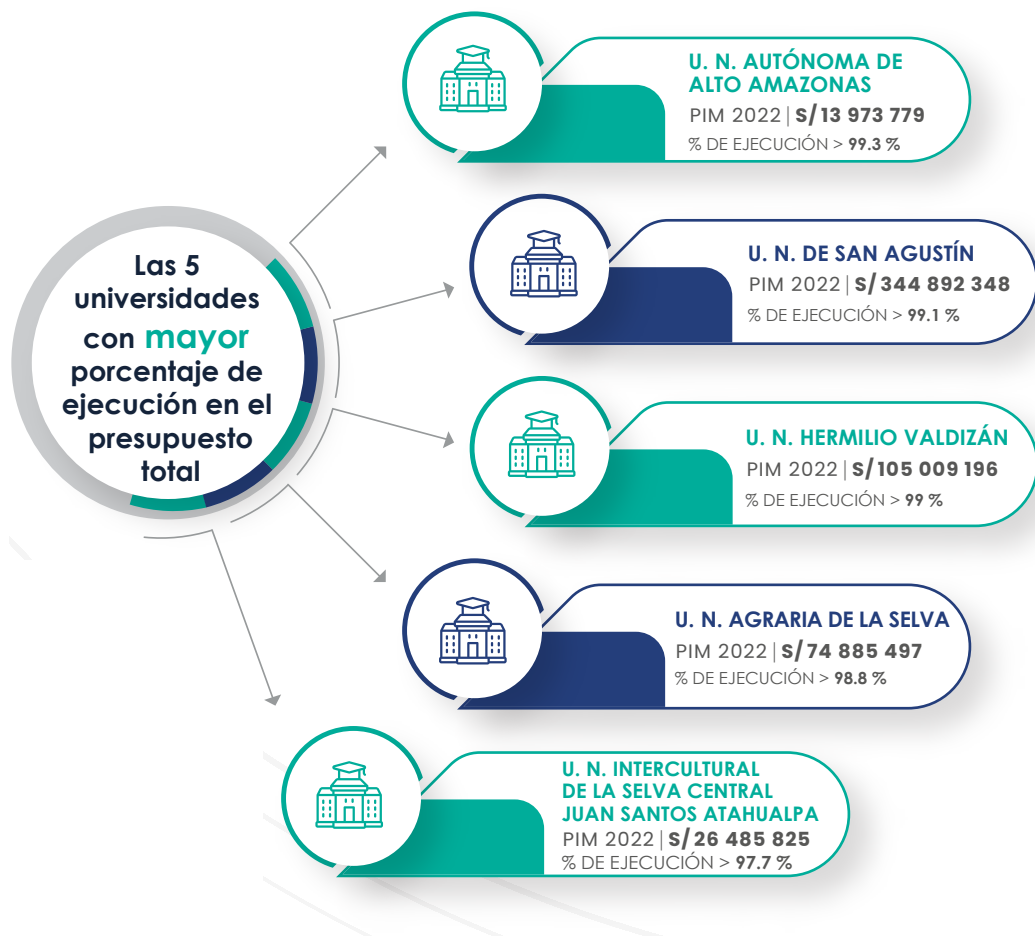 Las 5
universidades
con mayor
porcentaje de
ejecución en el
presupuesto
total
U. N. AUTÓNOMA DE
ALTO AMAZONAS
PIM 2022 | S/ 13 973 779
% DE EJECUCIÓN > 99.3 %
U. N. DE SAN AGUSTÍN
PIM 2022 | S/ 344 892 348
% DE EJECUCIÓN > 99.1 %
U. N. HERMILIO VALDIZÁN
PIM 2022 | S/ 105 009 196
% DE EJECUCIÓN > 99 %
U. N. AGRARIA DE LA SELVA
PIM 2022 | S/ 74 885 497
% DE EJECUCIÓN > 98.8 %
U. N. INTERCULTURAL
DE LA SELVA CENTRAL
JUAN SANTOS ATAHUALPA
PIM 2022 | S/ 26 485 825
% DE EJECUCIÓN > 97.7 %